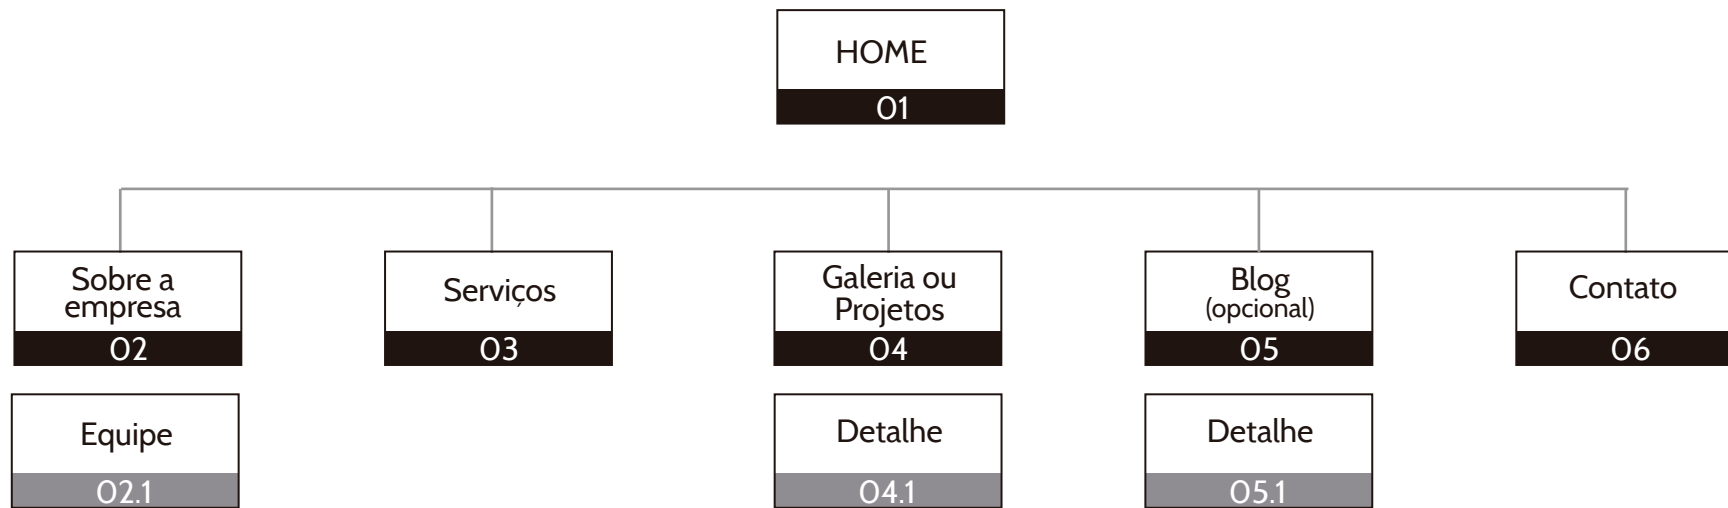 HOME
01
Sobre a
empresa
02
Serviços
03
Galeria ou
Projetos
04
Blog
(opcional)
05
Contato
06
Equipe
02.1
Detalhe
04.1
Detalhe
05.1